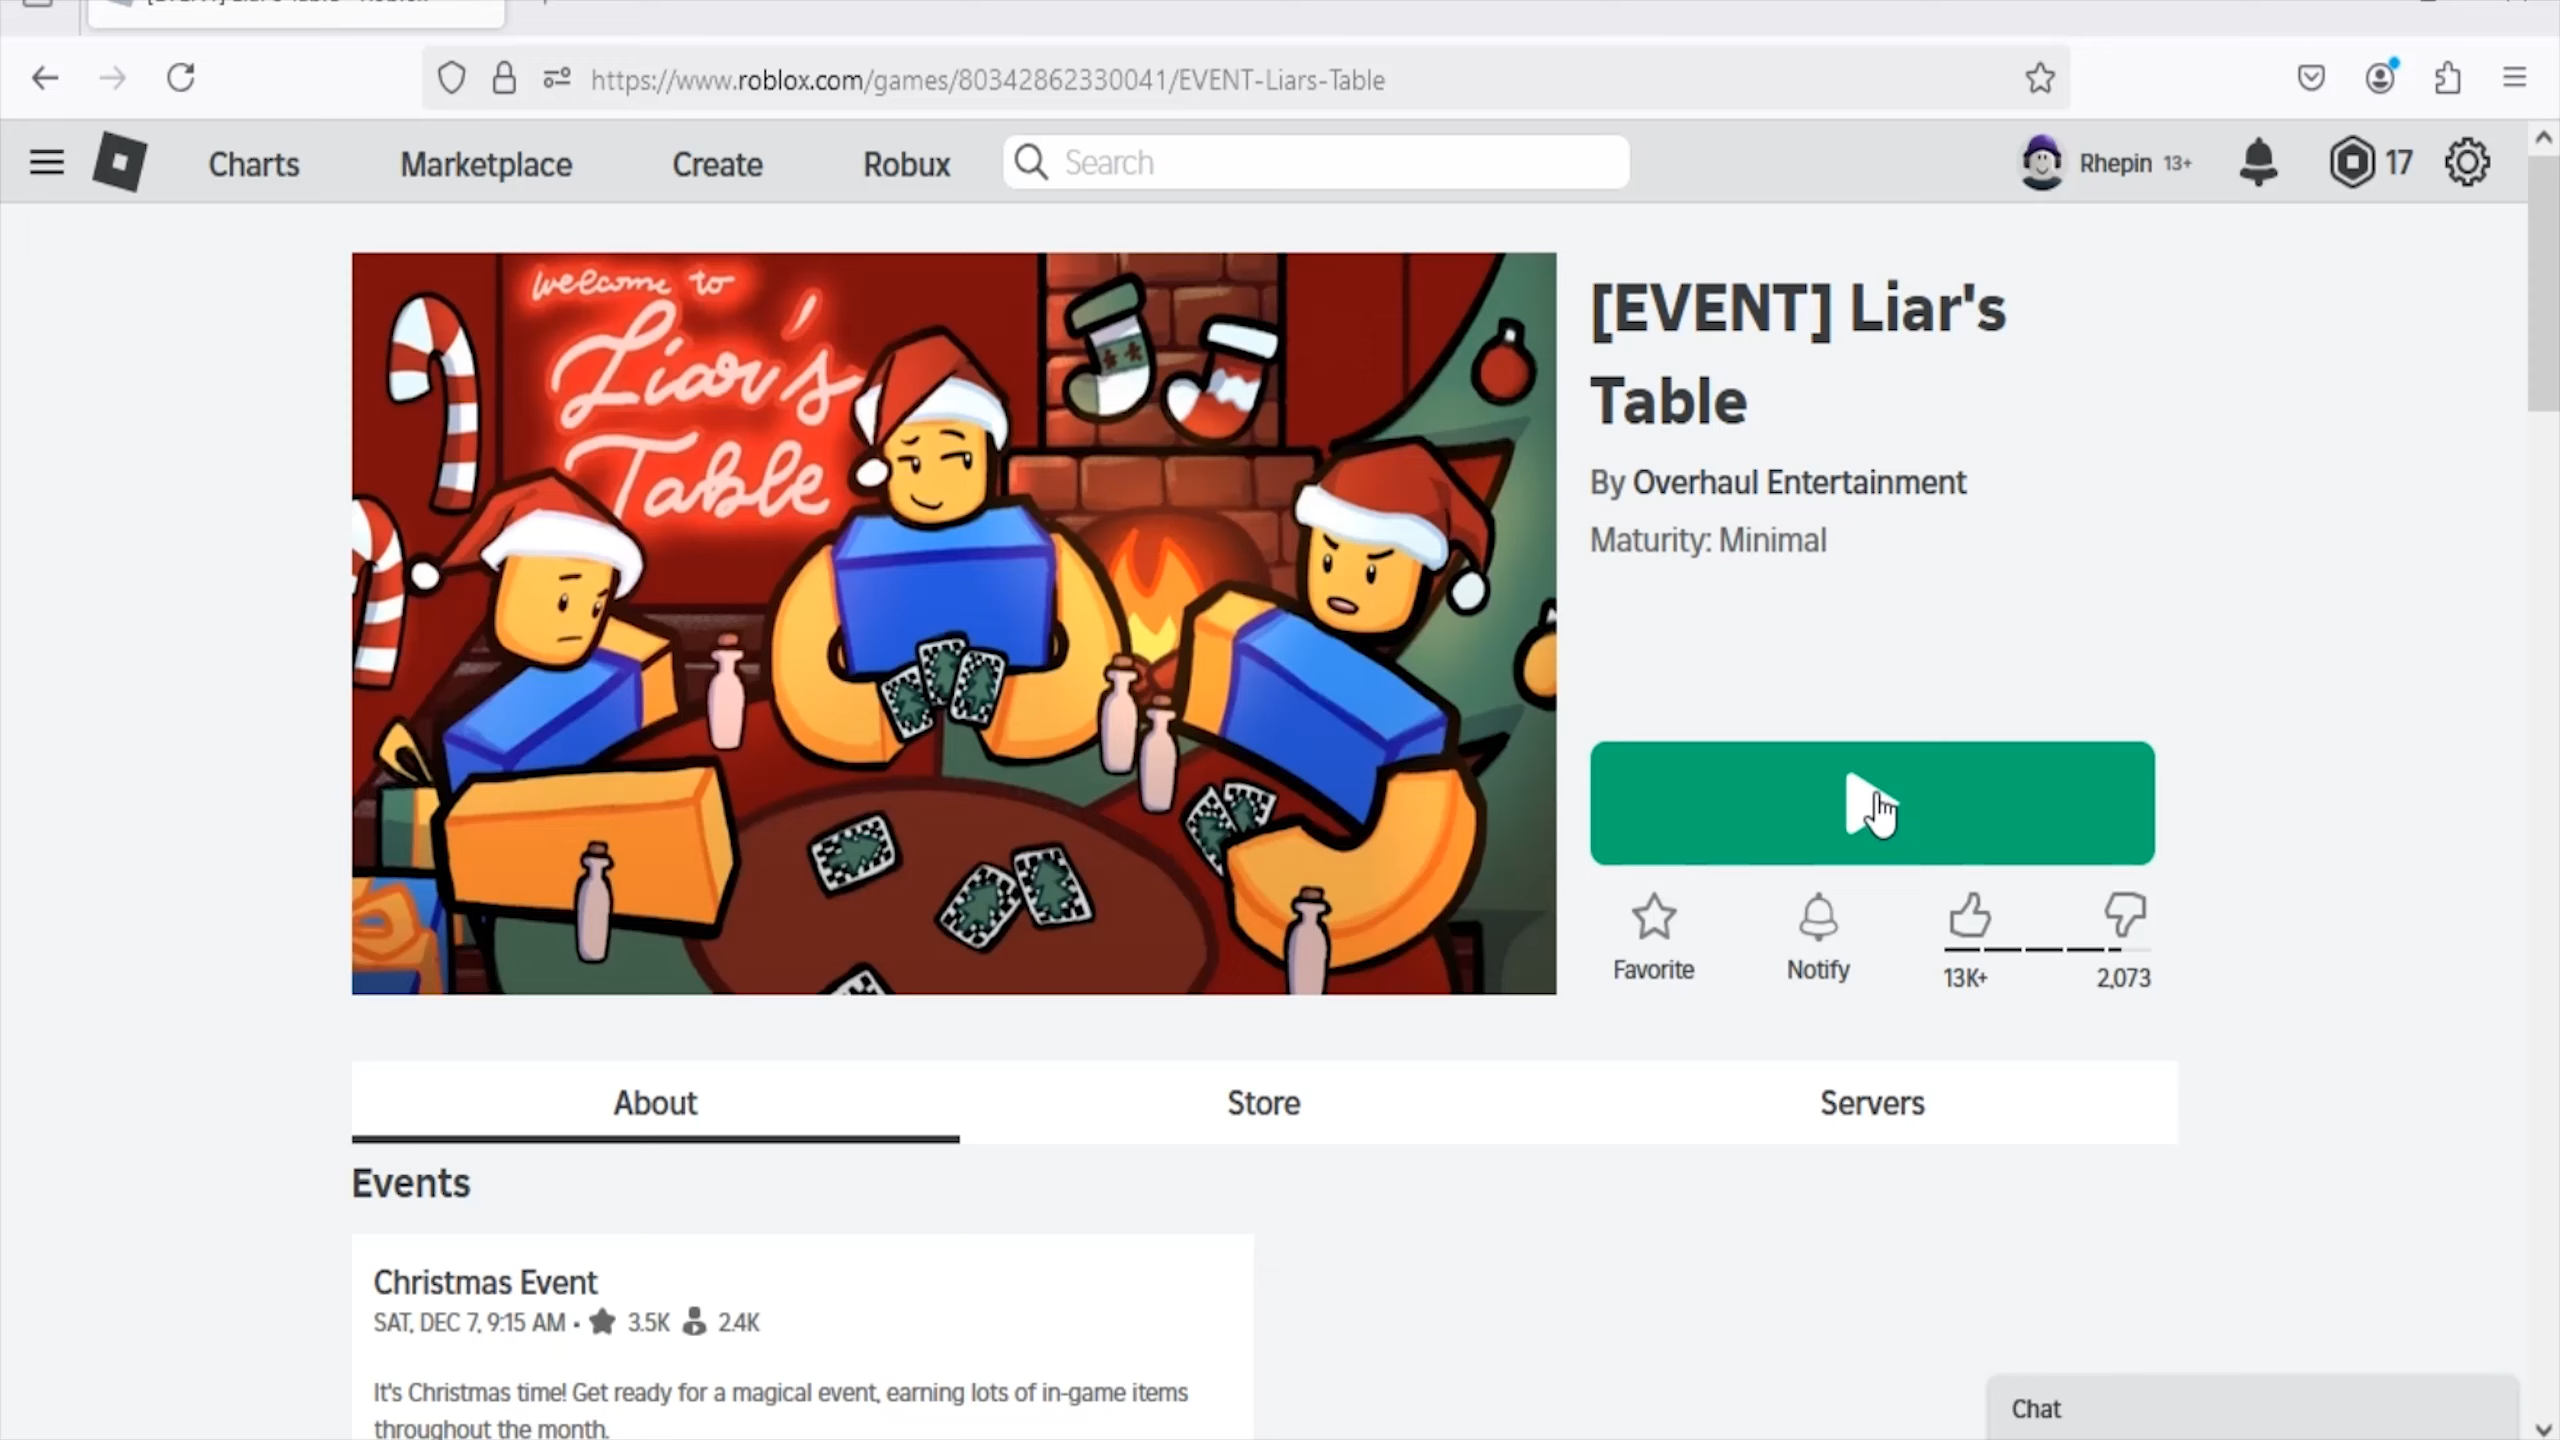 https://www.roblox.com/games/80342862330041/EVENT-Liars-Table
Charts
Marketplace
Create
Robux
Search
Rhepin 13+
17
welcome to
Liar's
Table
[EVENT] Liar's
Table
By Overhaul Entertainment
Maturity: Minimal
Favorite
Notify
13K+
2,073
About
Store
Servers
Events
Christmas Event
SAT, DEC 7, 9:15 AM • 3.5K 2.4K
It's Christmas time! Get ready for a magical event, earning lots of in-game items
throughout the month.
Chat